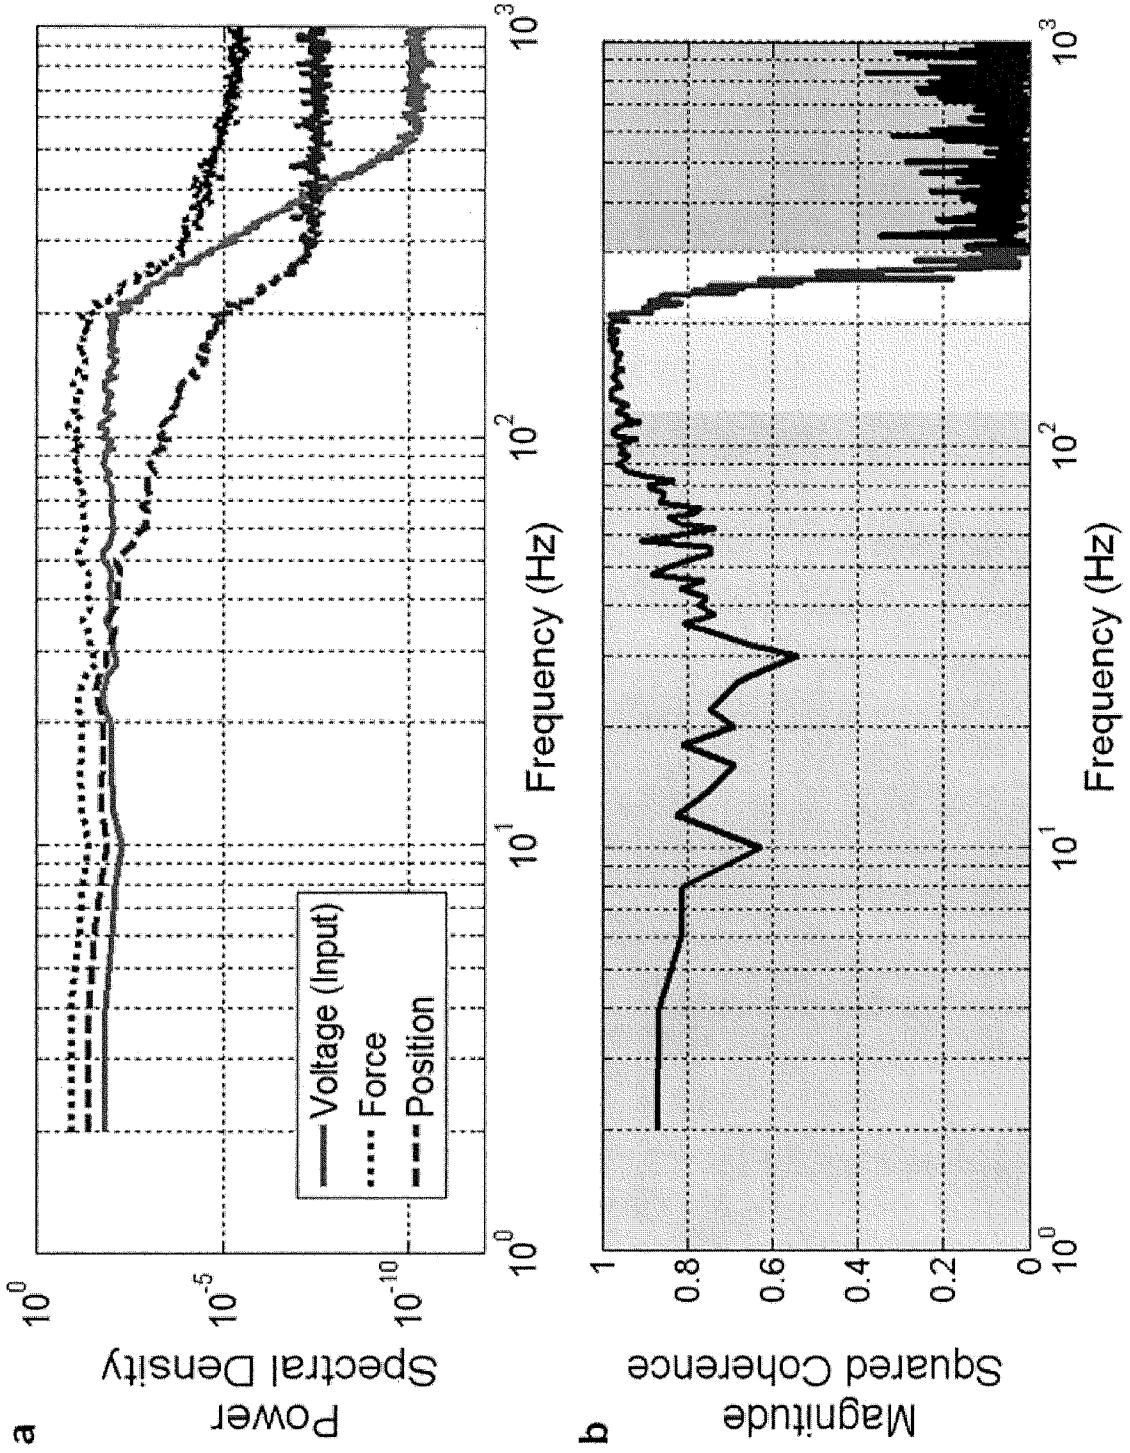 a
Power
Spectral Density
10^0
10^-5
10^-10
Voltage (Input)
Force
Position
10^0
10^1
10^2
10^3
Frequency (Hz)
b
Magnitude
Squared Coherence
1
0.8
0.6
0.4
0.2
0
10^0
10^1
10^2
10^3
Frequency (Hz)